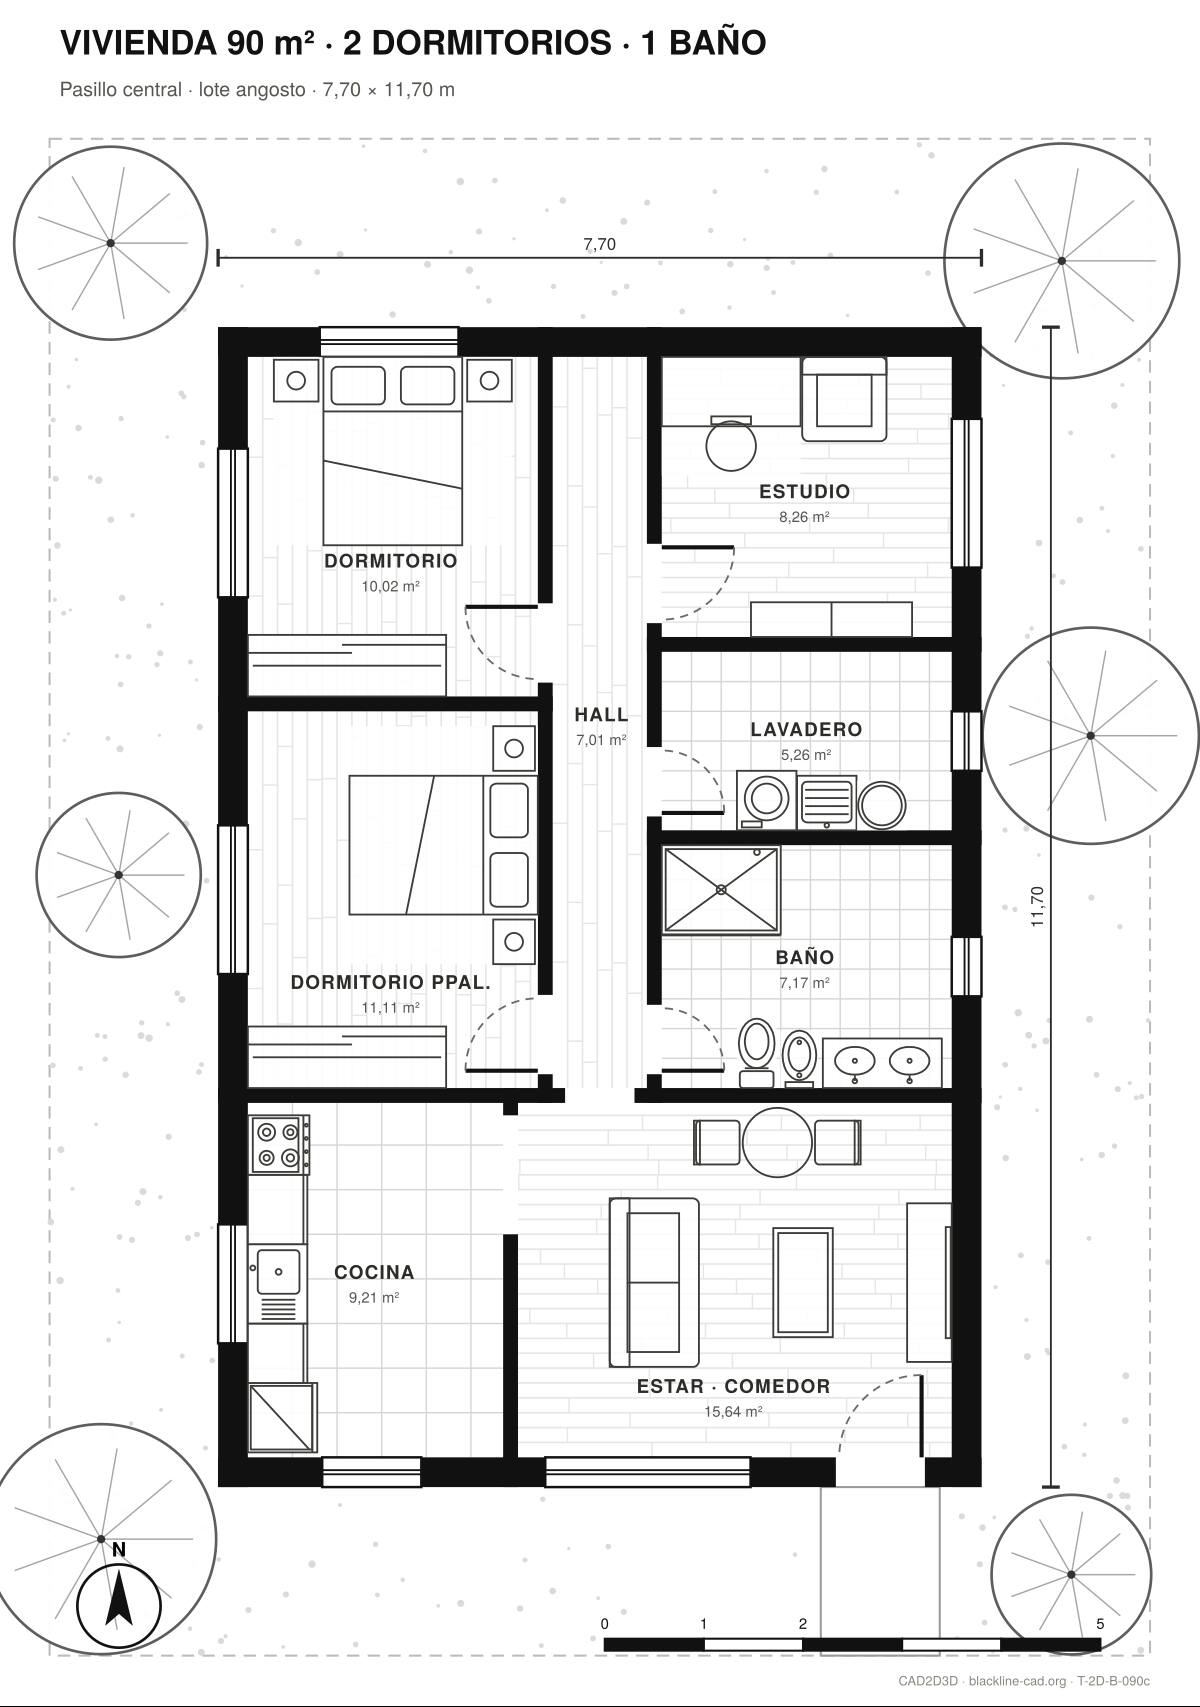 VIVIENDA 90 m² · 2 DORMITORIOS · 1 BAÑO
Pasillo central · lote angosto · 7,70 × 11,70 m
7,70
ESTUDIO
8,26 m²
DORMITORIO
10,02 m²
HALL
7,01 m²
LAVADERO
5,26 m²
11,70
BAÑO
7,17 m²
DORMITORIO PPAL.
11,11 m²
COCINA
9,21 m²
ESTAR · COMEDOR
15,64 m²
N
0 1 2 5
CAD2D3D · blackline-cad.org · T-2D-B-090c